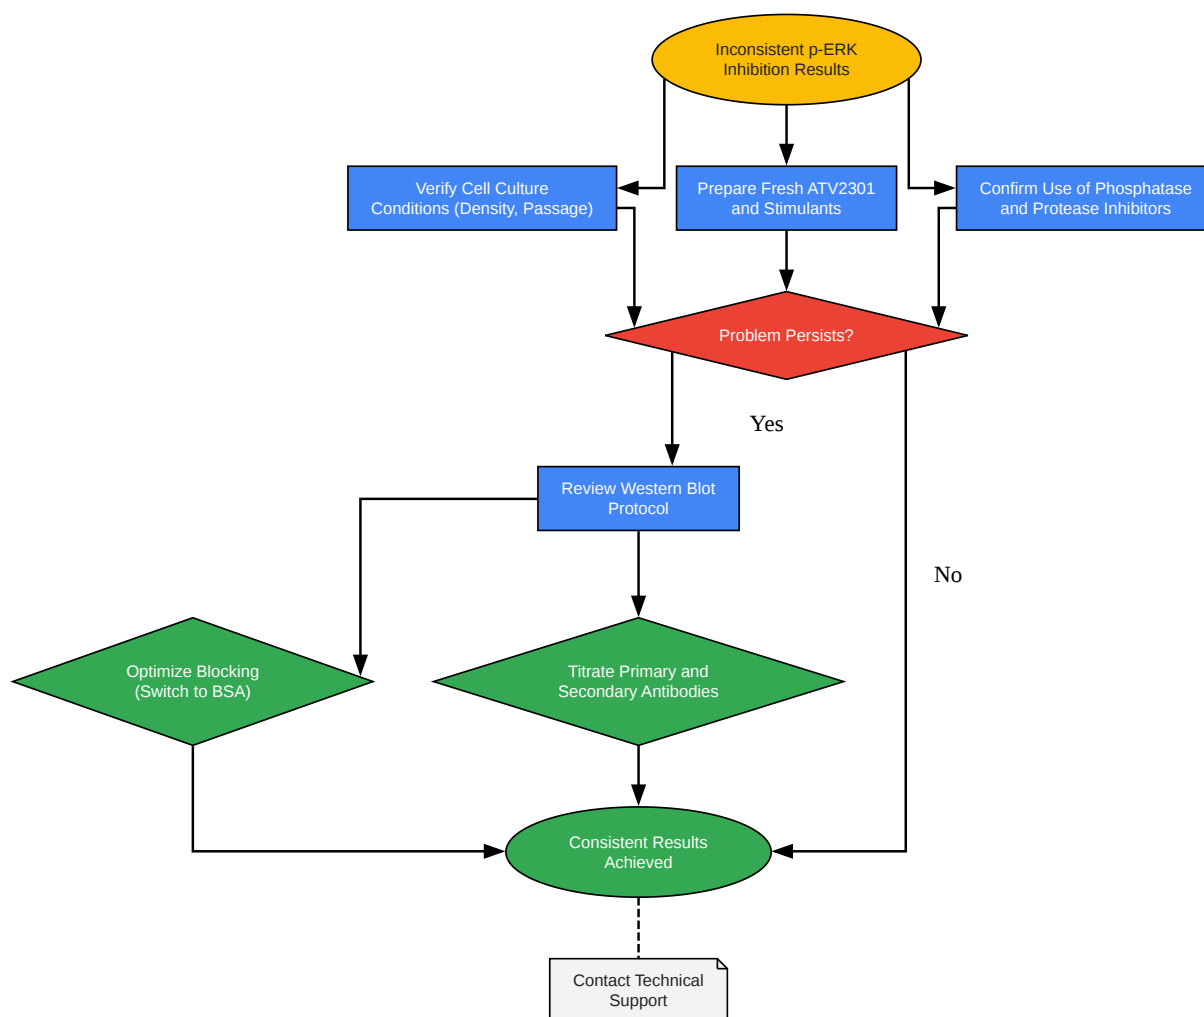 Inconsistent p-ERK
Inhibition Results
Verify Cell Culture
Conditions (Density, Passage)
Prepare Fresh ATV2301
and Stimulants
Confirm Use of Phosphatase
and Protease Inhibitors
Problem Persists?
Yes
Review Western Blot
Protocol
No
Optimize Blocking
(Switch to BSA)
Titrate Primary and
Secondary Antibodies
Consistent Results
Achieved
Contact Technical
Support